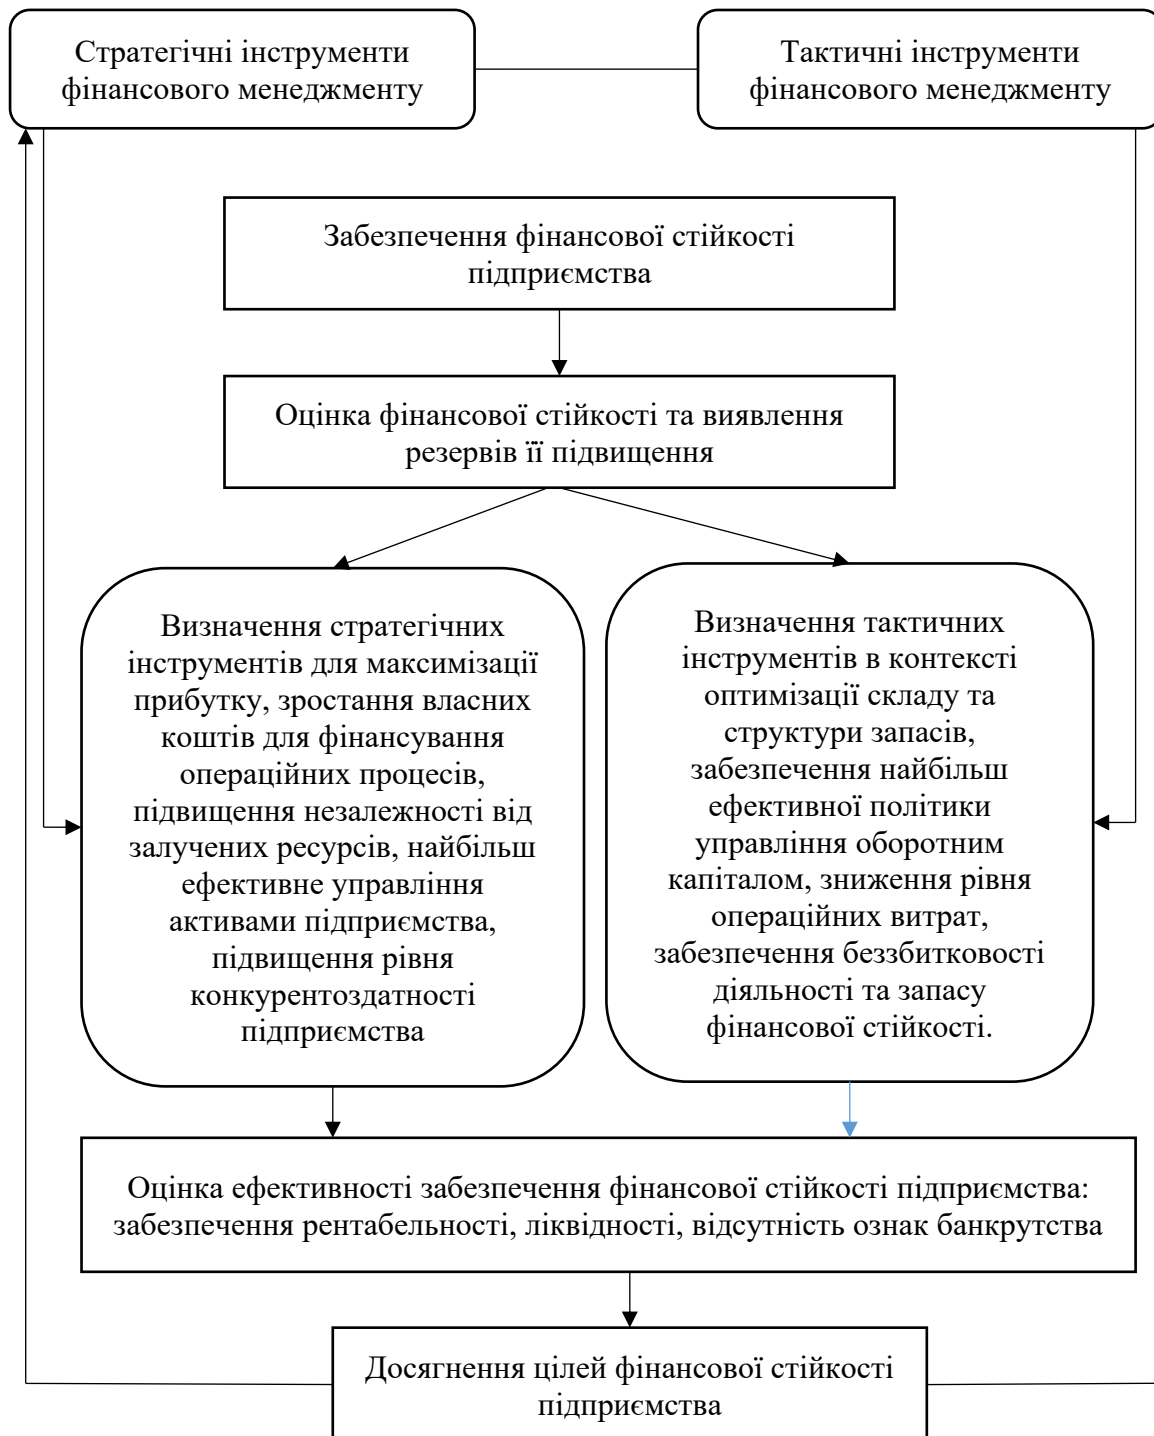 Стратегічні інструменти
фінансового менеджменту
Тактичні інструменти
фінансового менеджменту
Забезпечення фінансової стійкості
підприємства
Оцінка фінансової стійкості та виявлення
резервів її підвищення
Визначення стратегічних
інструментів для максимізації
прибутку, зростання власних
коштів для фінансування
операційних процесів,
підвищення незалежності від
залучених ресурсів, найбільш
ефективне управління
активами підприємства,
підвищення рівня
конкурентоздатності
підприємства
Визначення тактичних
інструментів в контексті
оптимізації складу та
структури запасів,
забезпечення найбільш
ефективної політики
управління оборотним
капіталом, зниження рівня
операційних витрат,
забезпечення беззбитковості
діяльності та запасу
фінансової стійкості.
Оцінка ефективності забезпечення фінансової стійкості підприємства:
забезпечення рентабельності, ліквідності, відсутність ознак банкрутства
Досягнення цілей фінансової стійкості
підприємства